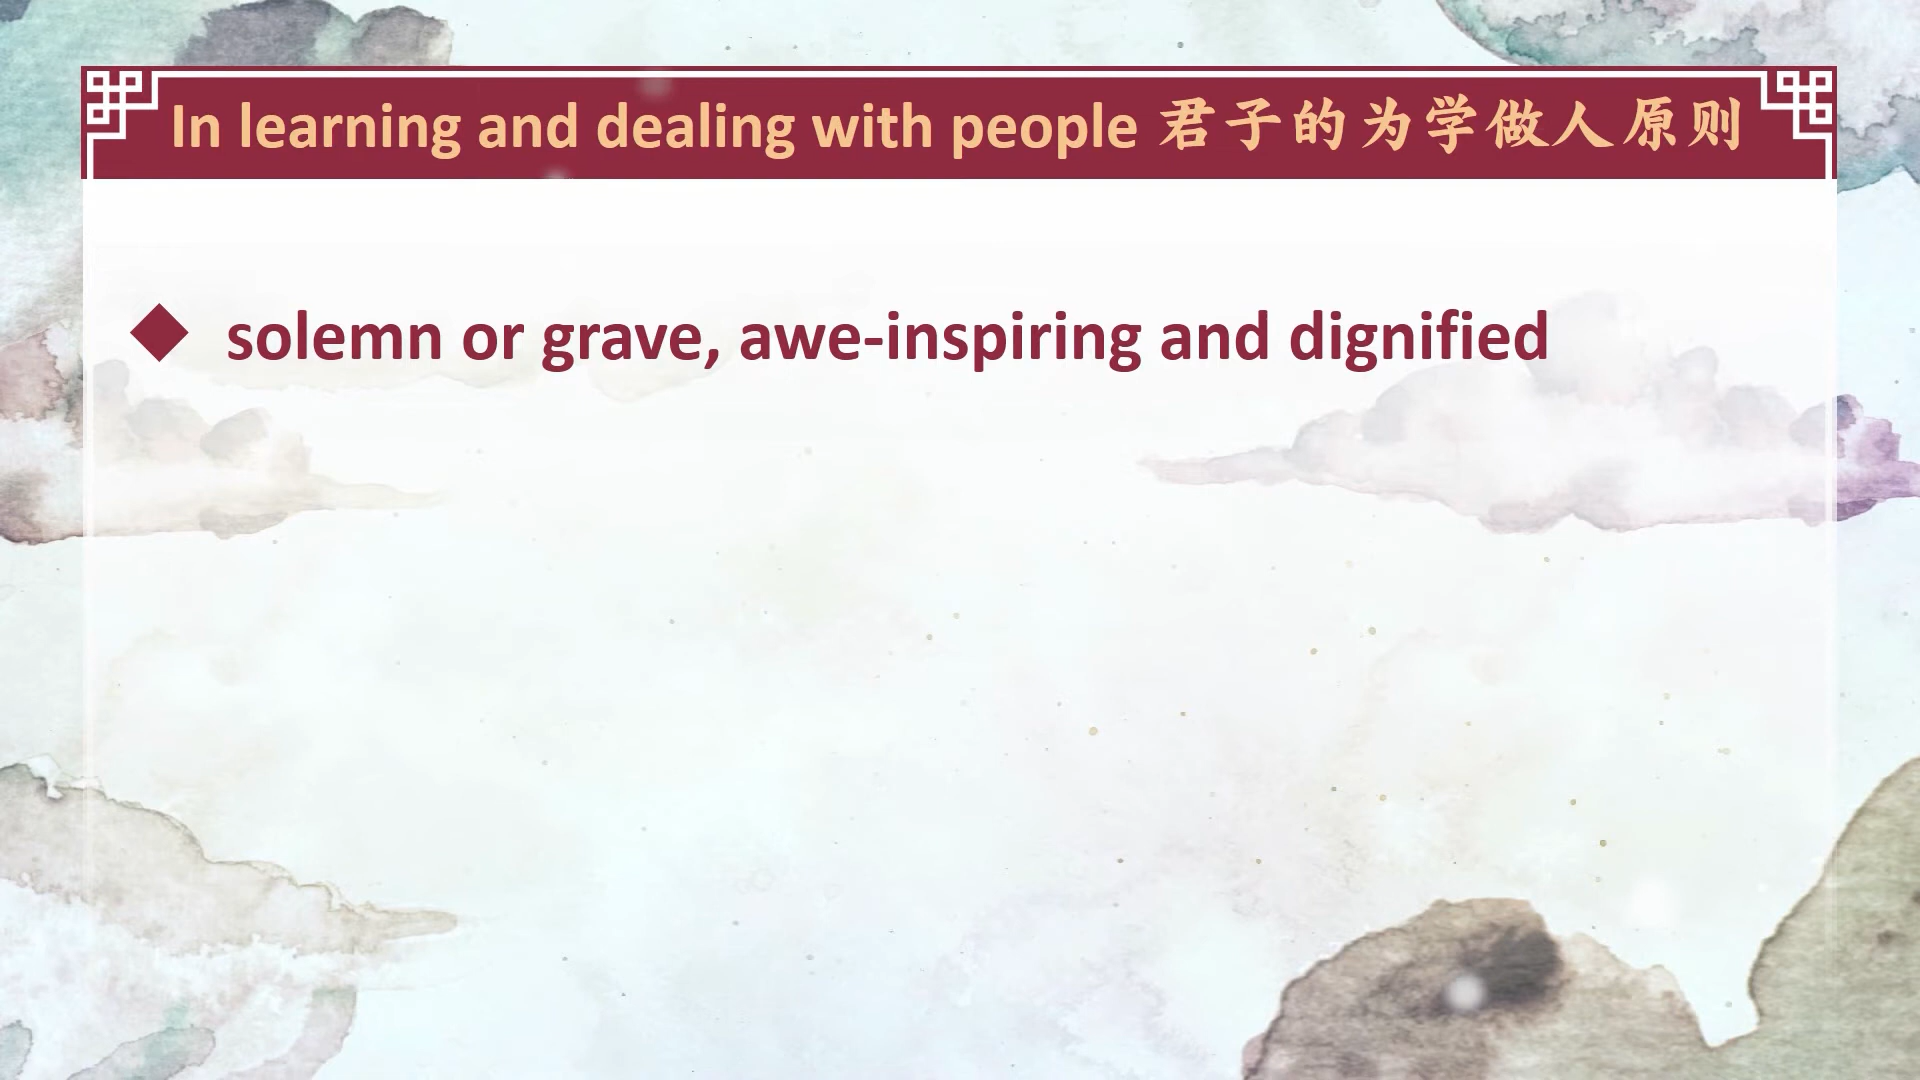 In learning and dealing with people 君子的为学做人原则
solemn or grave, awe-inspiring and dignified